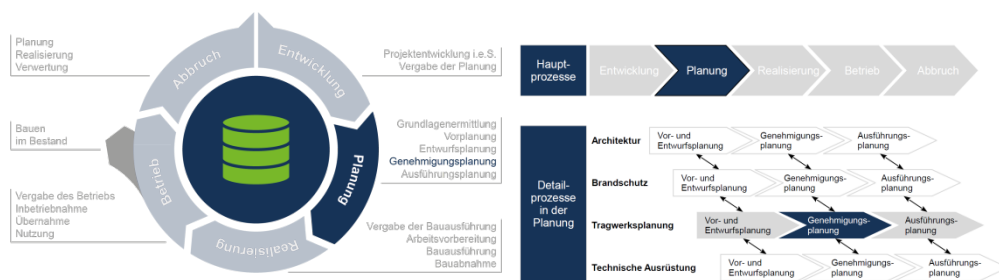 Planung
Realisierung
Verwertung
Bauen
im Bestand
Vergabe des Betriebs
Inbetriebnahme
Übernahme
Nutzung
Abbruch
Entwicklung
Planung
Realisierung
Betrieb
Projektentwicklung i.e.S.
Vergabe der Planung
Grundlagenermittlung
Vorplanung
Entwurfsplanung
Genehmigungsplanung
Ausführungsplanung
Vergabe der Bauausführung
Arbeitsvorbereitung
Bauausführung
Bauabnahme
Haupt-
prozesse
Entwicklung
Planung
Realisierung
Betrieb
Abbruch
Detail-
prozesse
in der
Planung
Architektur
Vor- und
Entwurfsplanung
Genehmigungs-
planung
Ausführungs-
planung
Brandschutz
Vor- und
Entwurfsplanung
Genehmigungs-
planung
Ausführungs-
planung
Tragwerksplanung
Vor- und
Entwurfsplanung
Genehmigungs-
planung
Ausführungs-
planung
Technische Ausrüstung
Vor- und
Entwurfsplanung
Genehmigungs-
planung
Ausführungs-
planung